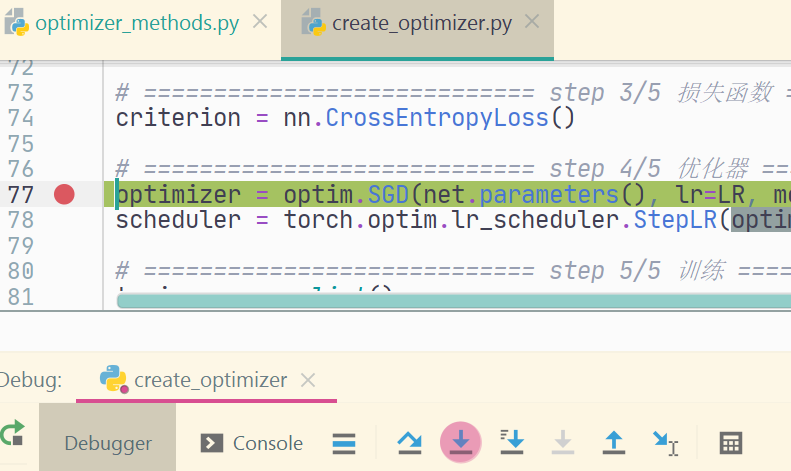 optimizer_methods.py create_optimizer.py
72
73 # ============================ step 3/5 损失函数 =
74 criterion = nn.CrossEntropyLoss()
75
76 # ============================ step 4/5 优化器 ==
77 optimizer = optim.SGD(net.parameters(), lr=LR, mo
78 scheduler = torch.optim.lr_scheduler.StepLR(optim
79
80 # ============================ step 5/5 训练 ====
81
Debug: create_optimizer
Debugger Console